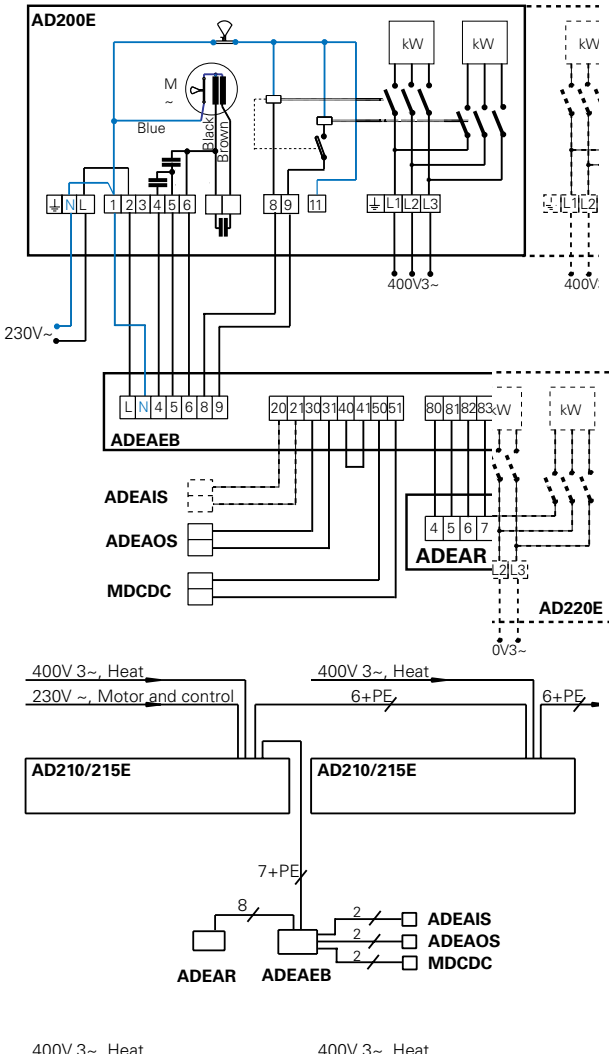 AD200E
kW kW kW
M
~
Blue
Black
Brown
N L 1 2 3 4 5 6 8 9 11 L1 L2 L3 L1 L2
400V3~ 400V
230V~
L N 4 5 6 8 9 20 21 30 31 40 41 50 51 80 81 82 83 kW kW
ADEAEB
ADEAIS
ADEAOS
4 5 6 7
ADEAR
MDCDC
L2 L3
AD220E
0V3~
400V 3~, Heat 400V 3~, Heat
230V ~, Motor and control 6+PE 6+PE
AD210/215E AD210/215E
7+PE
8 2 ADEAIS
2 ADEAOS
2 MDCDC
ADEAR ADEAEB
400V 3~, Heat 400V 3~, Heat